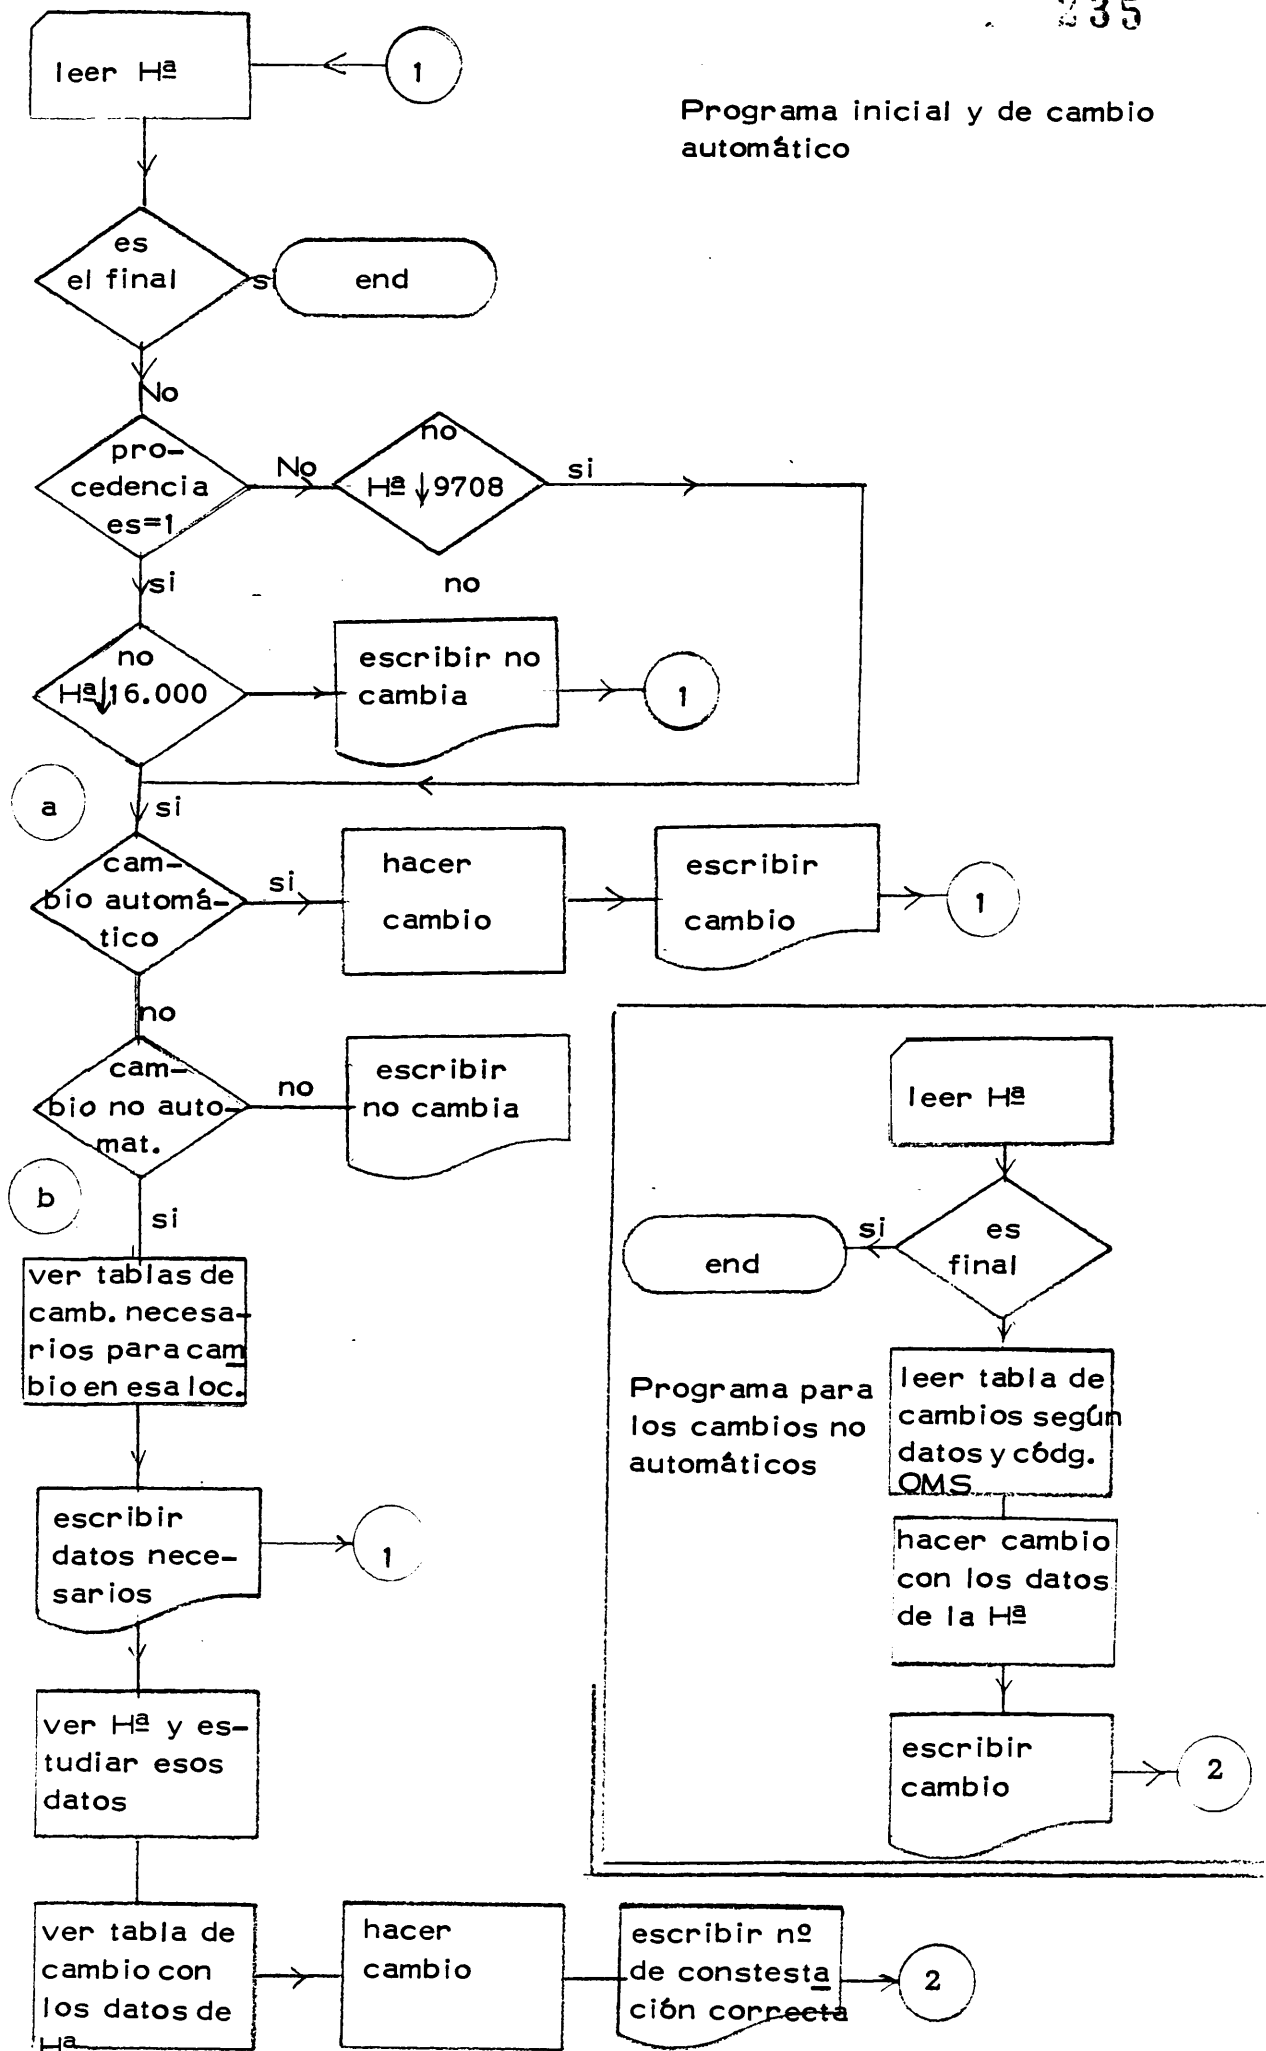 235
leer Hª
1
Programa inicial y de cambio
automático
es
el final
si
end
No
pro-
cedencia
es=1
No
no
Hª ↓ 9708
si
si
no
no
Hª↓16.000
escribir no
cambia
1
a
si
cam-
bio automá-
tico
si
hacer
cambio
escribir
cambio
1
no
cam-
bio no auto-
mat.
no
escribir
no cambia
b
si
ver tablas de
camb. necesa-
rios para cam
bio en esa loc.
escribir
datos nece-
sarios
1
ver Hª y es-
tudiar esos
datos
ver tabla de
cambio con
los datos de
Hª
hacer
cambio
escribir nº
de constesta
ción correcta
2
leer Hª
es
final
si
end
Programa para
los cambios no
automáticos
leer tabla de
cambios según
datos y códg.
OMS
hacer cambio
con los datos
de la Hª
escribir
cambio
2